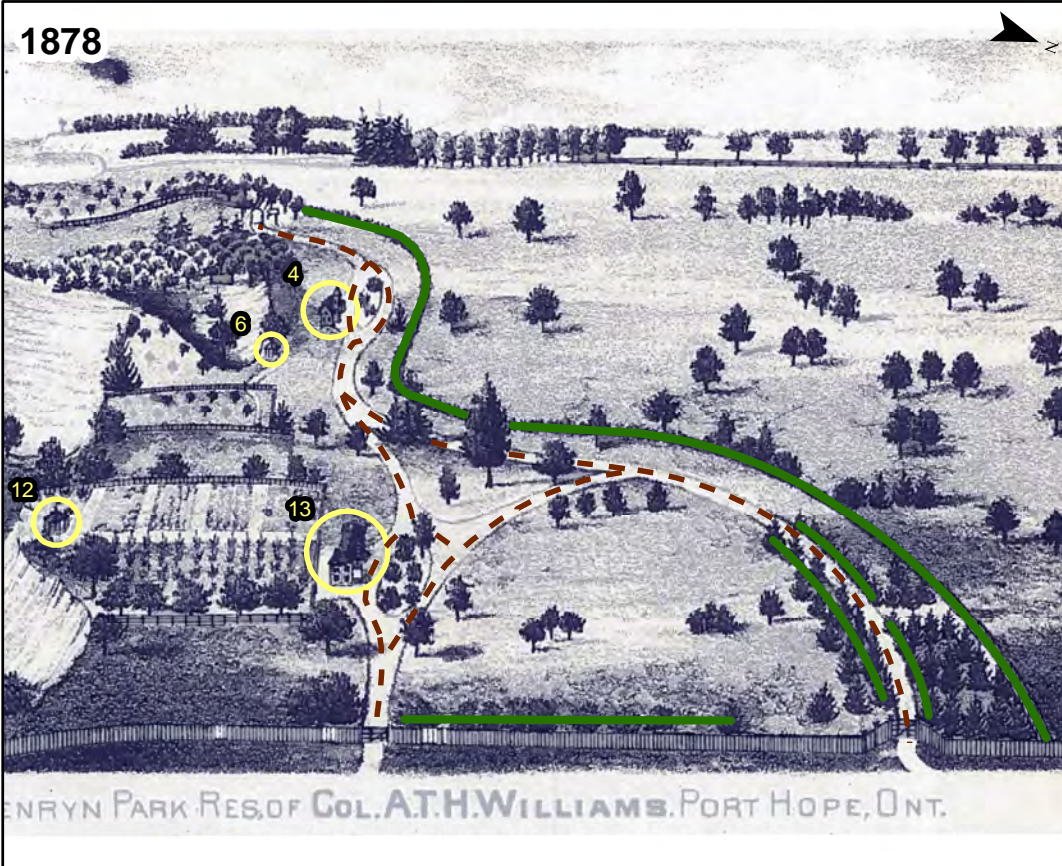 1878
N
4
6
12
13
ENRYN PARK RES. OF COL. A.T.H. WILLIAMS. PORT HOPE, ONT.